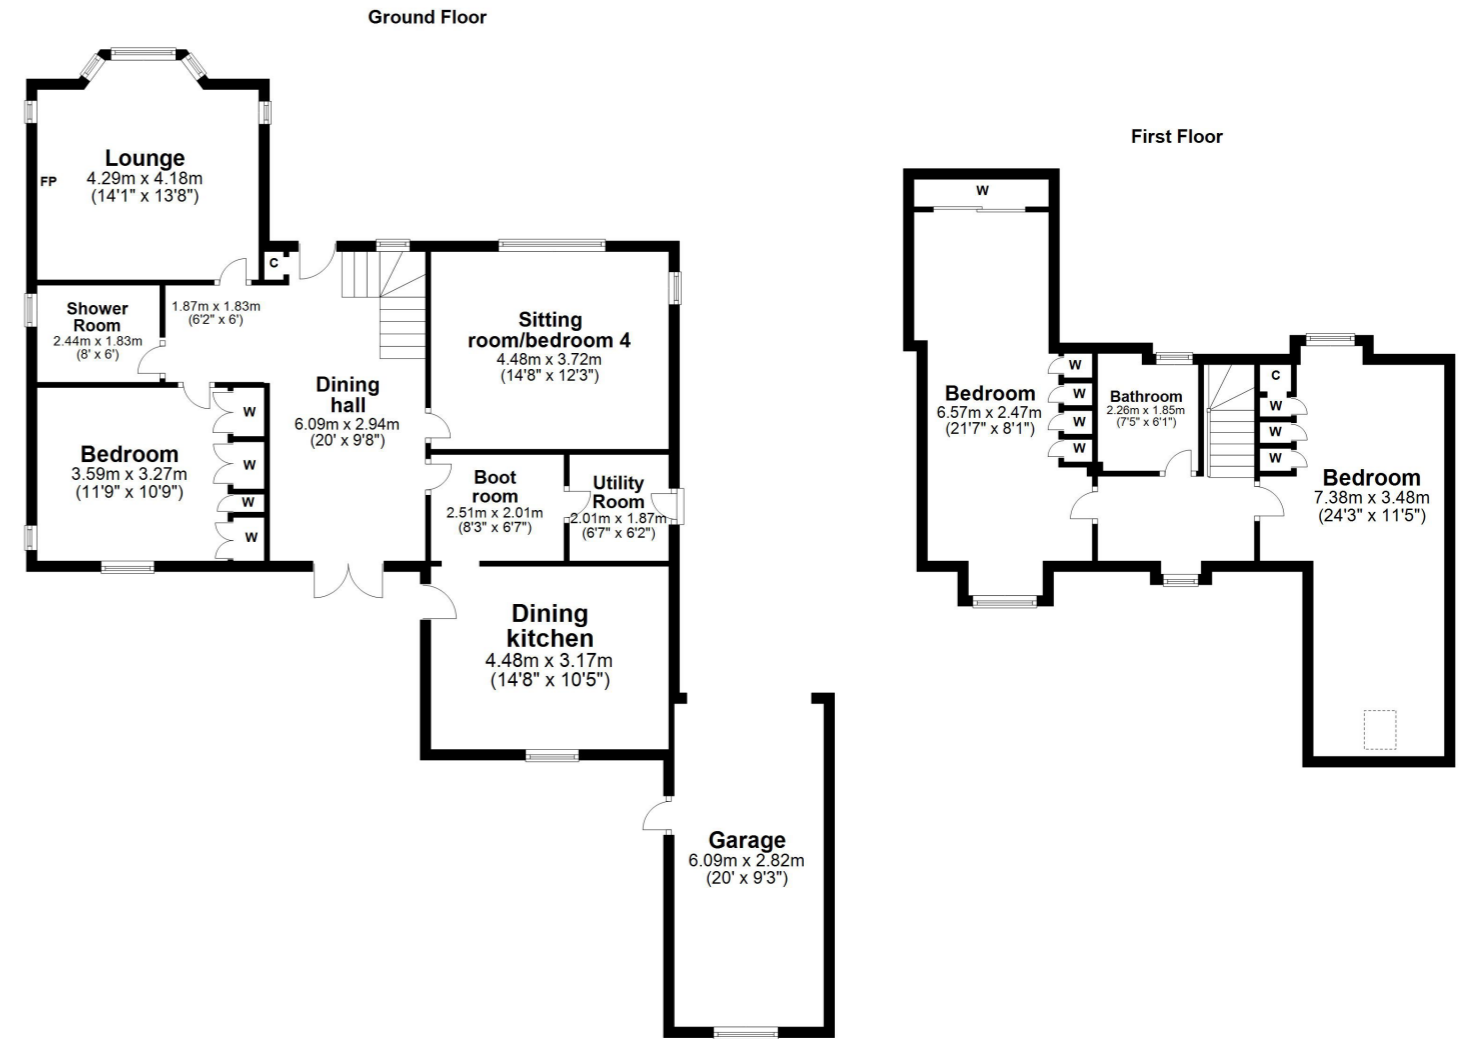 Ground Floor
Lounge
4.29m x 4.18m
(14'1" x 13'8")
FP
C
Shower
Room
2.44m x 1.83m
(8' x 6')
1.87m x 1.83m
(6'2" x 6')
Dining
hall
6.09m x 2.94m
(20' x 9'8")
Sitting
room/bedroom 4
4.48m x 3.72m
(14'8" x 12'3")
Bedroom
3.59m x 3.27m
(11'9" x 10'9")
W
W
W
W
Boot
room
2.51m x 2.01m
(8'3" x 6'7")
Utility
Room
2.01m x 1.87m
(6'7" x 6'2")
Dining
kitchen
4.48m x 3.17m
(14'8" x 10'5")
Garage
6.09m x 2.82m
(20' x 9'3")
First Floor
W
Bedroom
6.57m x 2.47m
(21'7" x 8'1")
W
W
W
W
Bathroom
2.26m x 1.85m
(7'5" x 6'1")
C
W
W
W
Bedroom
7.38m x 3.48m
(24'3" x 11'5")